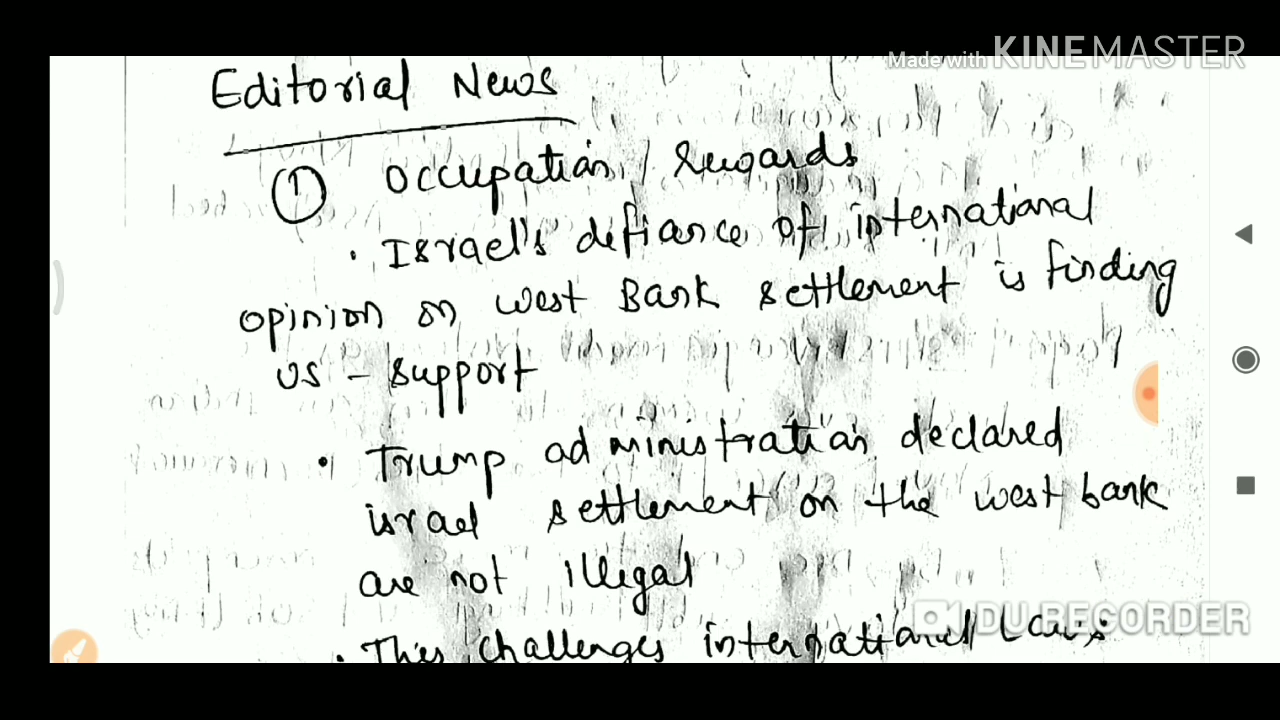 Made with KINEMASTER
Editorial News
① Occupation / Rewards
. Israel's defiance of international
opinion on west Bank settlement is finding
US - support
• Trump administration declared
israel settlement on the west bank
are not illegal
DU RECORDER
. This challenges international Laws